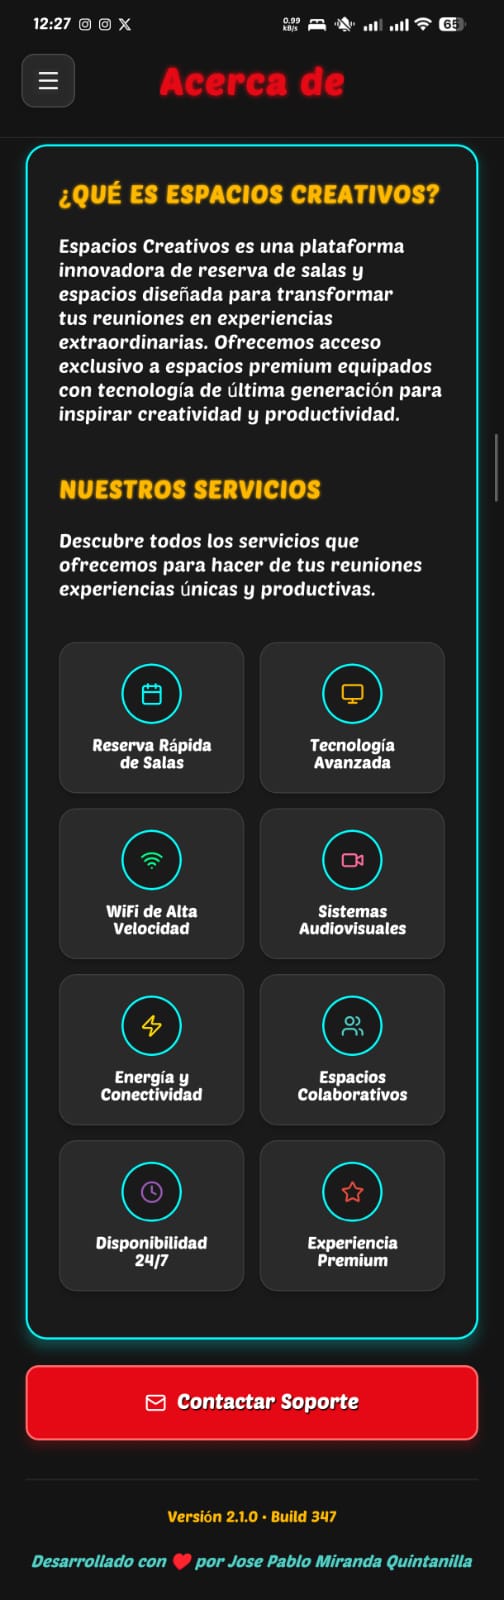 12:27
0.99
kB/s
65
Acerca de
¿QUÉ ES ESPACIOS CREATIVOS?
Espacios Creativos es una plataforma
innovadora de reserva de salas y
espacios diseñada para transformar
tus reuniones en experiencias
extraordinarias. Ofrecemos acceso
exclusivo a espacios premium equipados
con tecnología de última generación para
inspirar creatividad y productividad.
NUESTROS SERVICIOS
Descubre todos los servicios que
ofrecemos para hacer de tus reuniones
experiencias únicas y productivas.
Reserva Rápida
de Salas
Tecnología
Avanzada
WiFi de Alta
Velocidad
Sistemas
Audiovisuales
Energía y
Conectividad
Espacios
Colaborativos
Disponibilidad
24/7
Experiencia
Premium
Contactar Soporte
Versión 2.1.0 • Build 347
Desarrollado con ❤️ por Jose Pablo Miranda Quintanilla